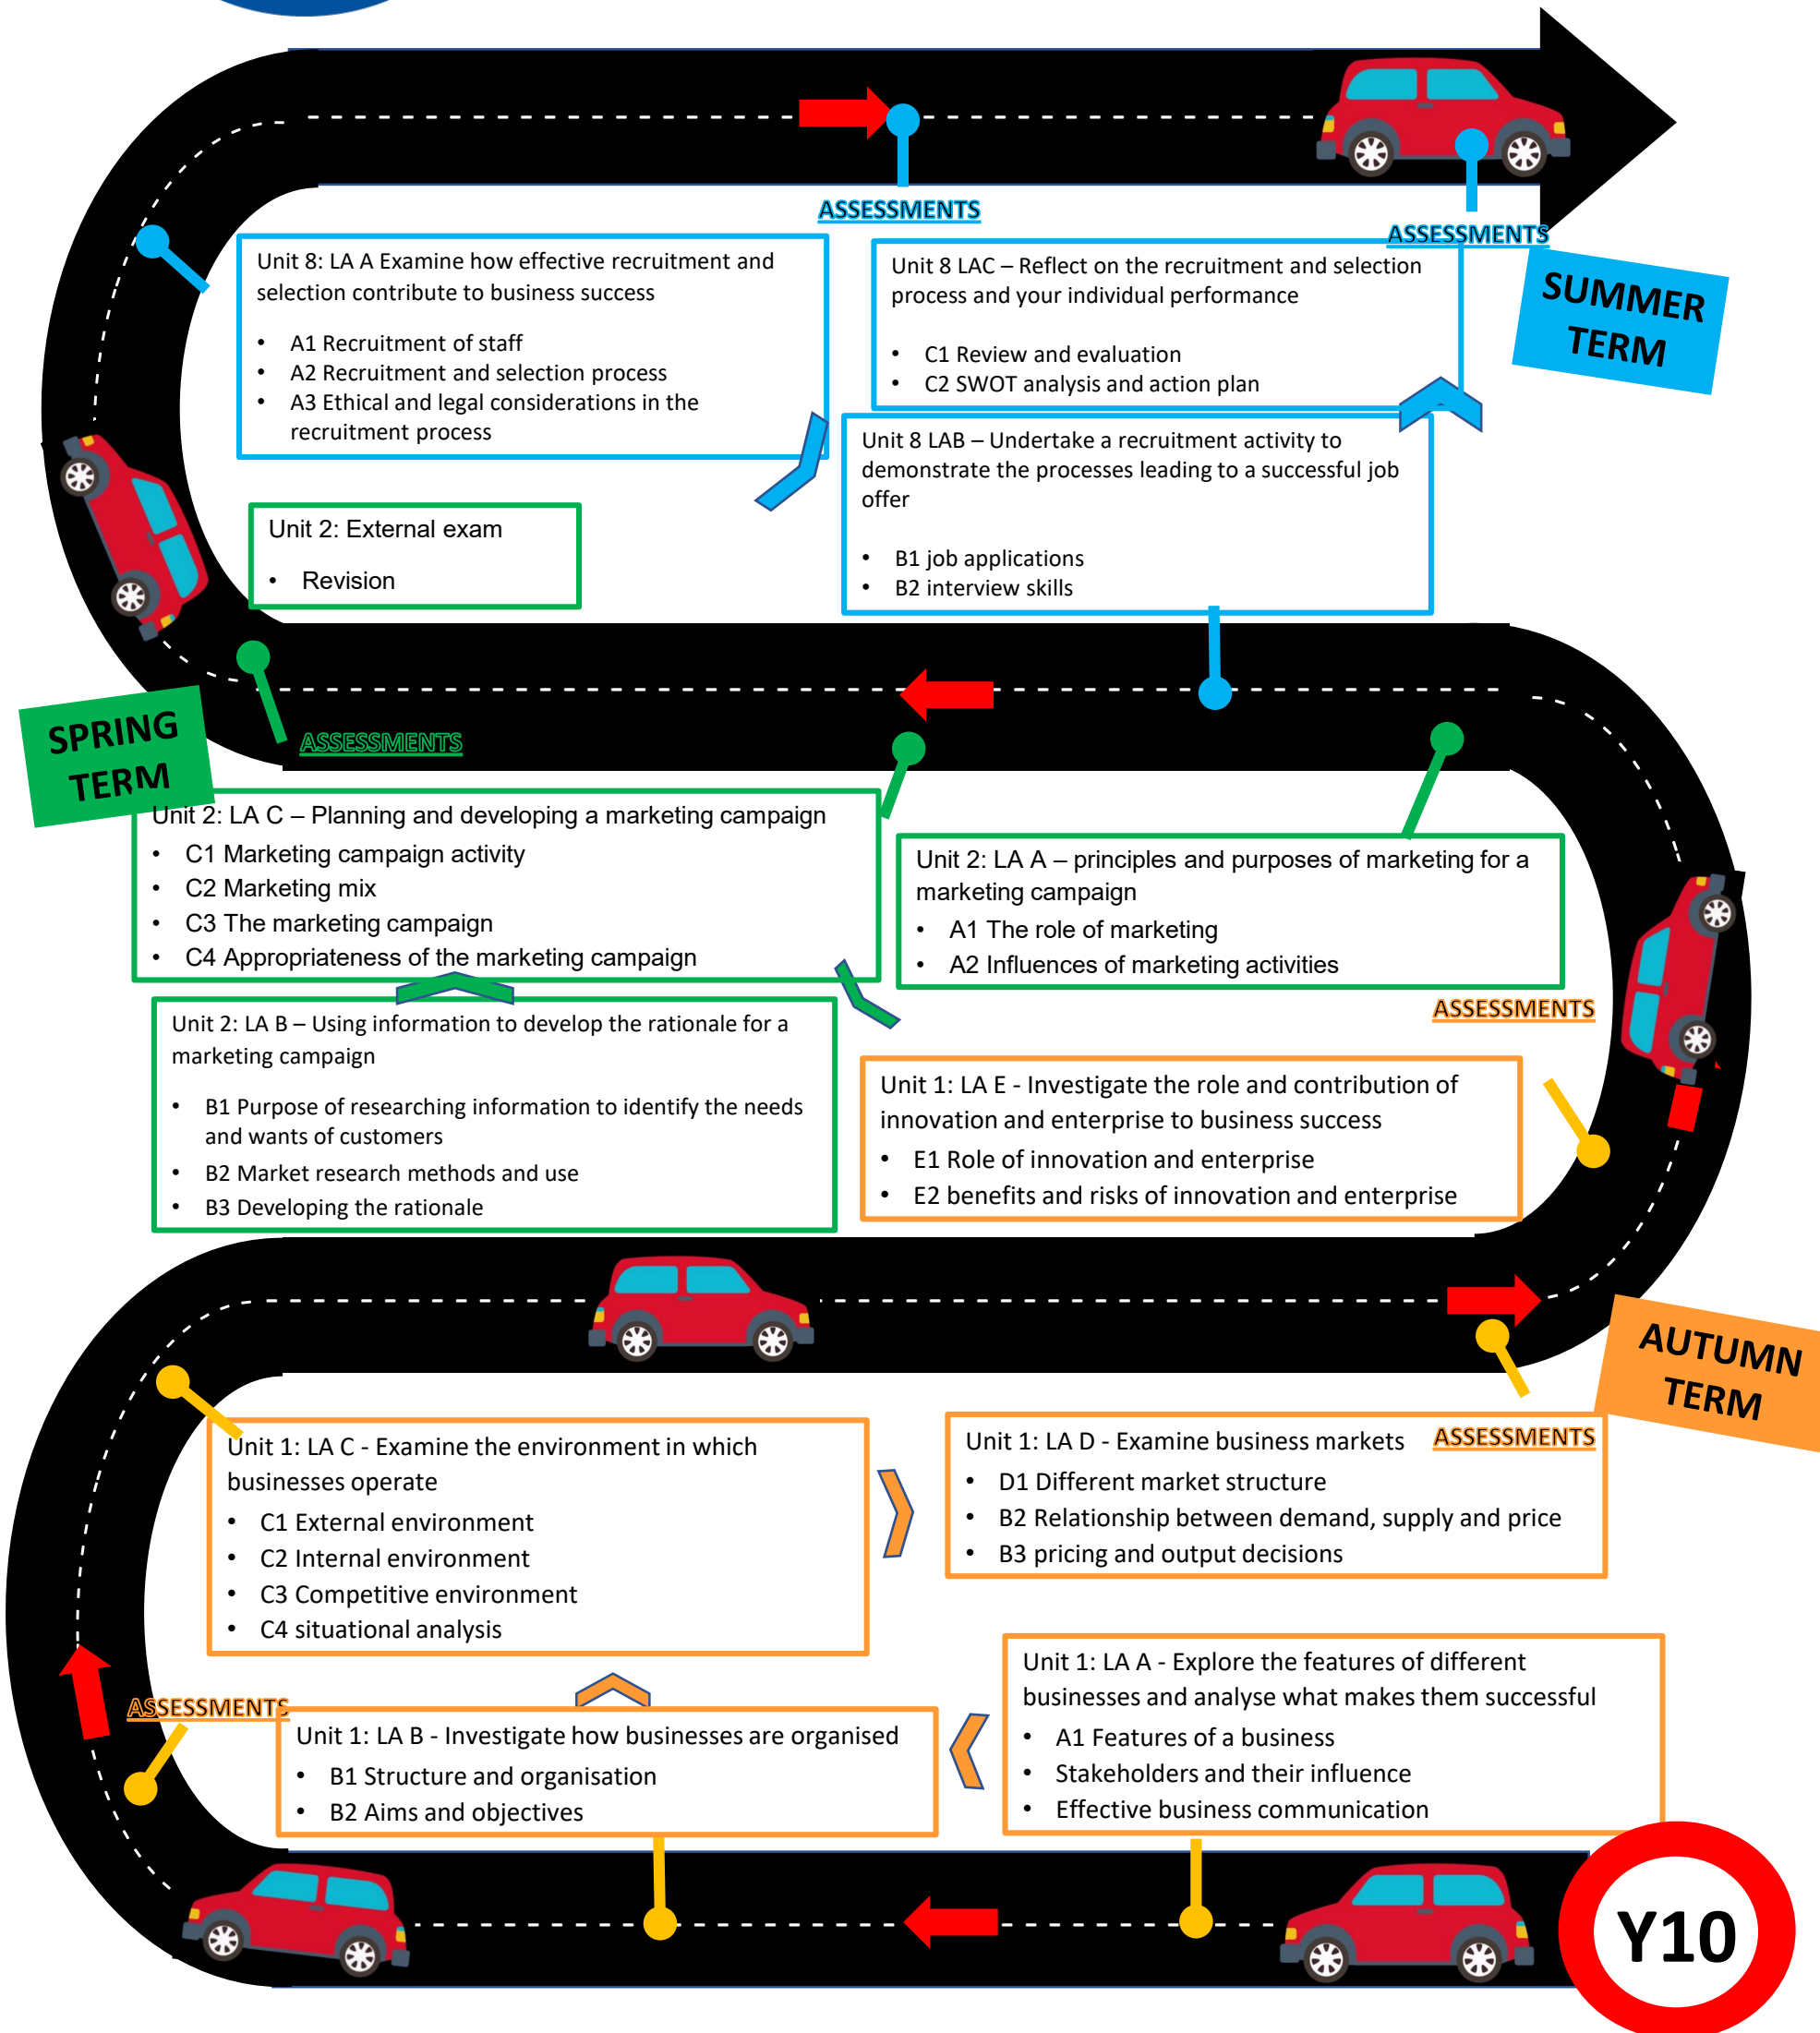 ASSESSMENTS
ASSESSMENTS
SUMMER
TERM
Unit 8: LA A Examine how effective recruitment and
selection contribute to business success
• A1 Recruitment of staff
• A2 Recruitment and selection process
• A3 Ethical and legal considerations in the
recruitment process
Unit 8 LAC – Reflect on the recruitment and selection
process and your individual performance
• C1 Review and evaluation
• C2 SWOT analysis and action plan
Unit 8 LAB – Undertake a recruitment activity to
demonstrate the processes leading to a successful job
offer
• B1 job applications
• B2 interview skills
Unit 2: External exam
• Revision
SPRING
TERM
ASSESSMENTS
Unit 2: LA C – Planning and developing a marketing campaign
• C1 Marketing campaign activity
• C2 Marketing mix
• C3 The marketing campaign
• C4 Appropriateness of the marketing campaign
Unit 2: LA A – principles and purposes of marketing for a
marketing campaign
• A1 The role of marketing
• A2 Influences of marketing activities
ASSESSMENTS
Unit 2: LA B – Using information to develop the rationale for a
marketing campaign
• B1 Purpose of researching information to identify the needs
and wants of customers
• B2 Market research methods and use
• B3 Developing the rationale
Unit 1: LA E - Investigate the role and contribution of
innovation and enterprise to business success
• E1 Role of innovation and enterprise
• E2 benefits and risks of innovation and enterprise
AUTUMN
TERM
Unit 1: LA C - Examine the environment in which
businesses operate
• C1 External environment
• C2 Internal environment
• C3 Competitive environment
• C4 situational analysis
Unit 1: LA D - Examine business markets
ASSESSMENTS
• D1 Different market structure
• B2 Relationship between demand, supply and price
• B3 pricing and output decisions
ASSESSMENTS
Unit 1: LA B - Investigate how businesses are organised
• B1 Structure and organisation
• B2 Aims and objectives
Unit 1: LA A - Explore the features of different
businesses and analyse what makes them successful
• A1 Features of a business
• Stakeholders and their influence
• Effective business communication
Y10